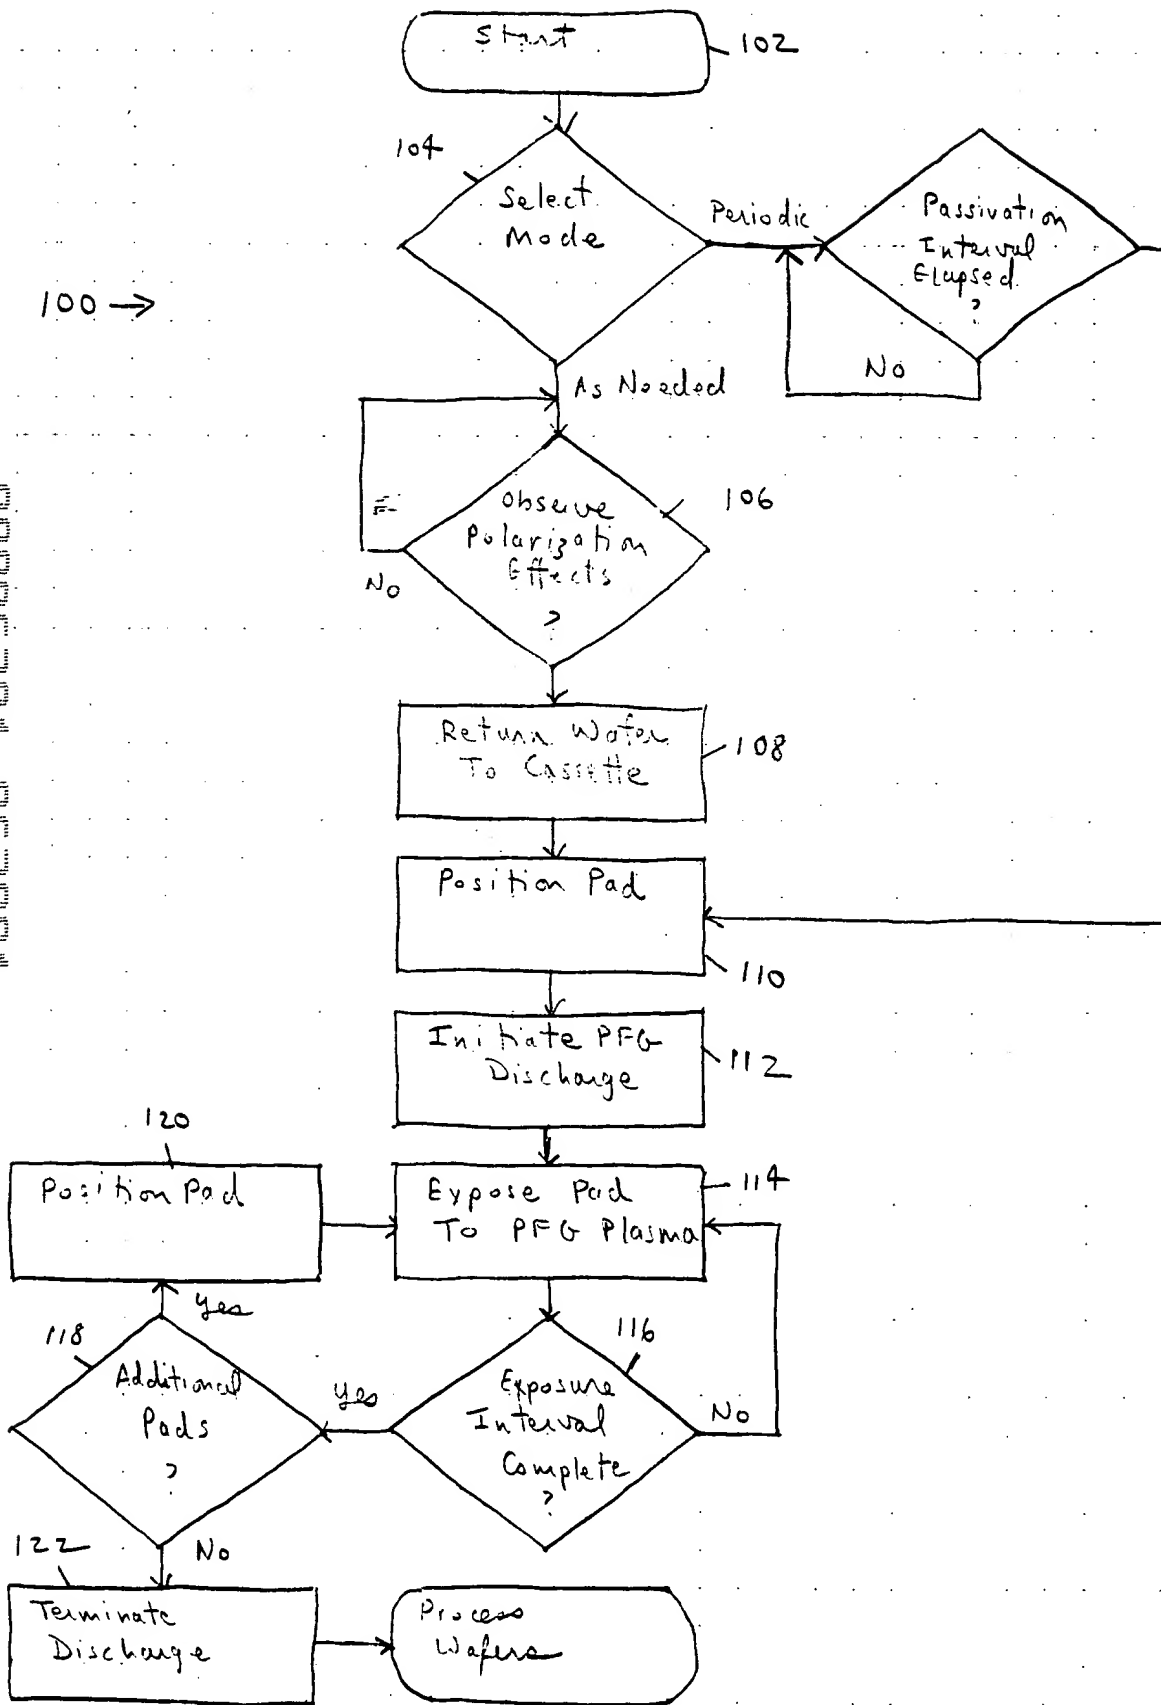 Start
102
104
Select
Mode
Periodic
Passivation
Interval
Elapsed
?
100 →
No
As Needed
106
Observe
Polarization
Effects
?
No
Return Wafer
To Cassette
108
Position Pad
110
Initiate PFG
Discharge
112
120
Position Pad
Expose Pad
To PFG Plasma
114
yes
118
Additional
Pads
?
yes
116
Exposure
Interval
Complete
?
No
122
No
Terminate
Discharge
Process
Wafers